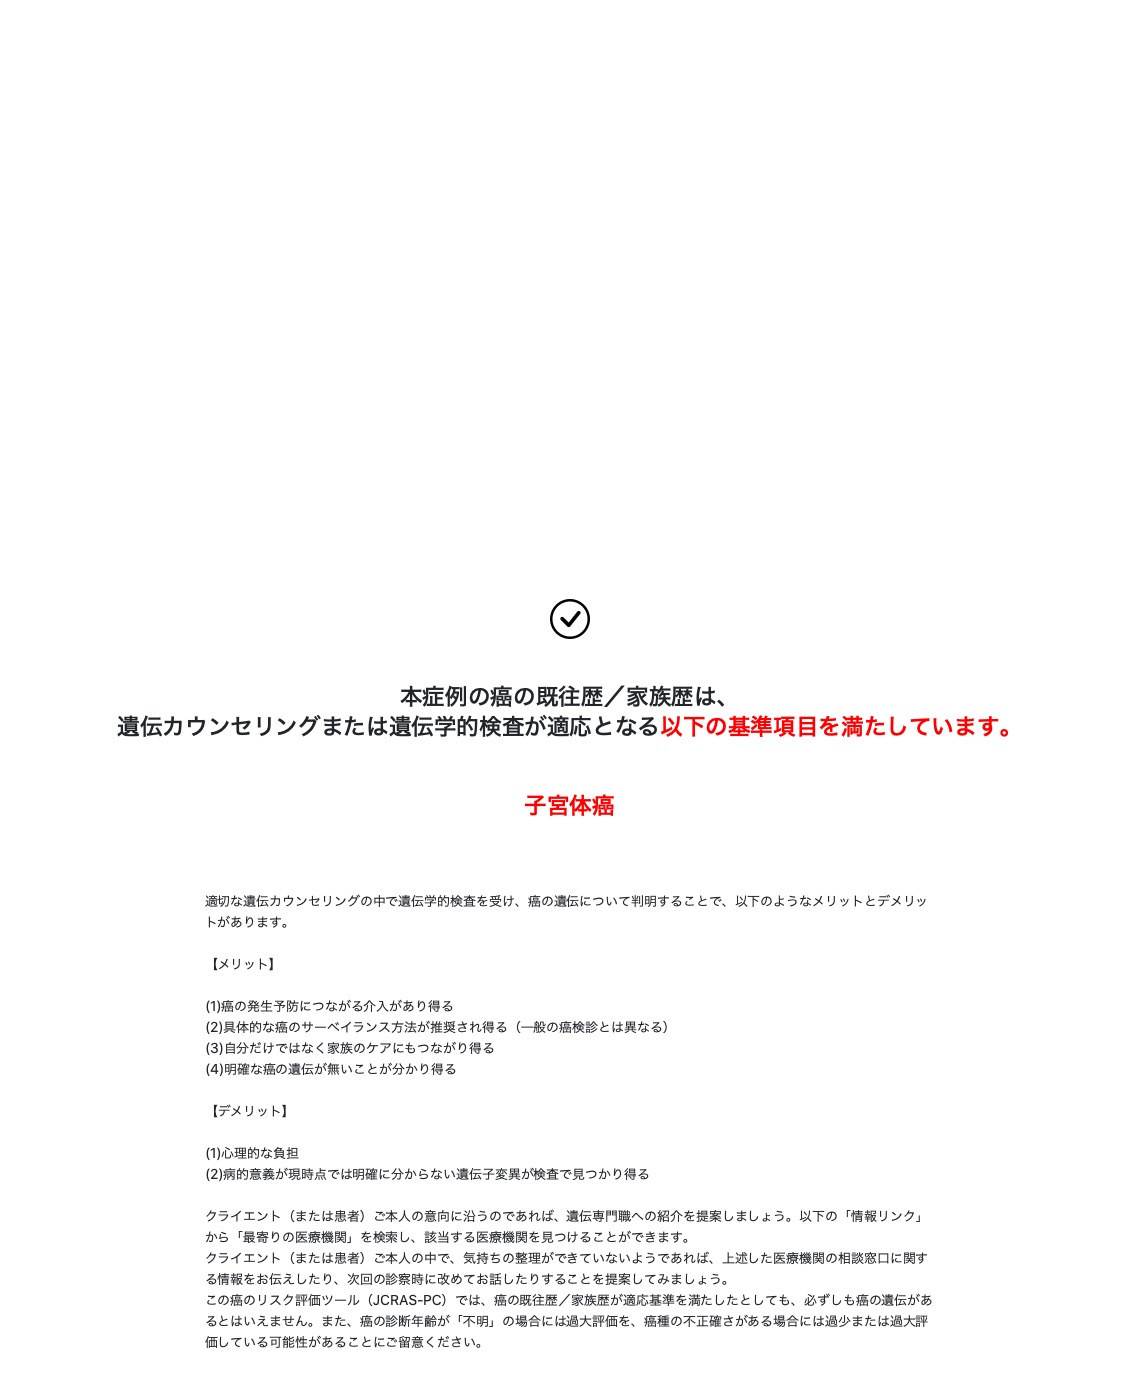 本症例の癌の既往歴／家族歴は、
遺伝カウンセリングまたは遺伝学的検査が適応となる以下の基準項目を満たしています。
子宮体癌
適切な遺伝カウンセリングの中で遺伝学的検査を受け、癌の遺伝について判明することで、以下のようなメリットとデメリッ
トがあります。
【メリット】
(1)癌の発生予防につながる介入があり得る
(2)具体的な癌のサーベイランス方法が推奨され得る（一般の癌検診とは異なる）
(3)自分だけではなく家族のケアにもつながり得る
(4)明確な癌の遺伝が無いことが分かり得る
【デメリット】
(1)心理的な負担
(2)病的意義が現時点では明確に分からない遺伝子変異が検査で見つかり得る
クライエント（または患者）ご本人の意向に沿うのであれば、遺伝専門職への紹介を提案しましょう。以下の「情報リンク」
から「最寄りの医療機関」を検索し、該当する医療機関を見つけることができます。
クライエント（または患者）ご本人の中で、気持ちの整理ができていないようであれば、上述した医療機関の相談窓口に関す
る情報をお伝えしたり、次回の診察時に改めてお話したりすることを提案してみましょう。
この癌のリスク評価ツール（JCRAS-PC）では、癌の既往歴／家族歴が適応基準を満たしたとしても、必ずしも癌の遺伝があ
るとはいえません。また、癌の診断年齢が「不明」の場合には過大評価を、癌種の不正確さがある場合には過少または過大評
価している可能性があることにご留意ください。